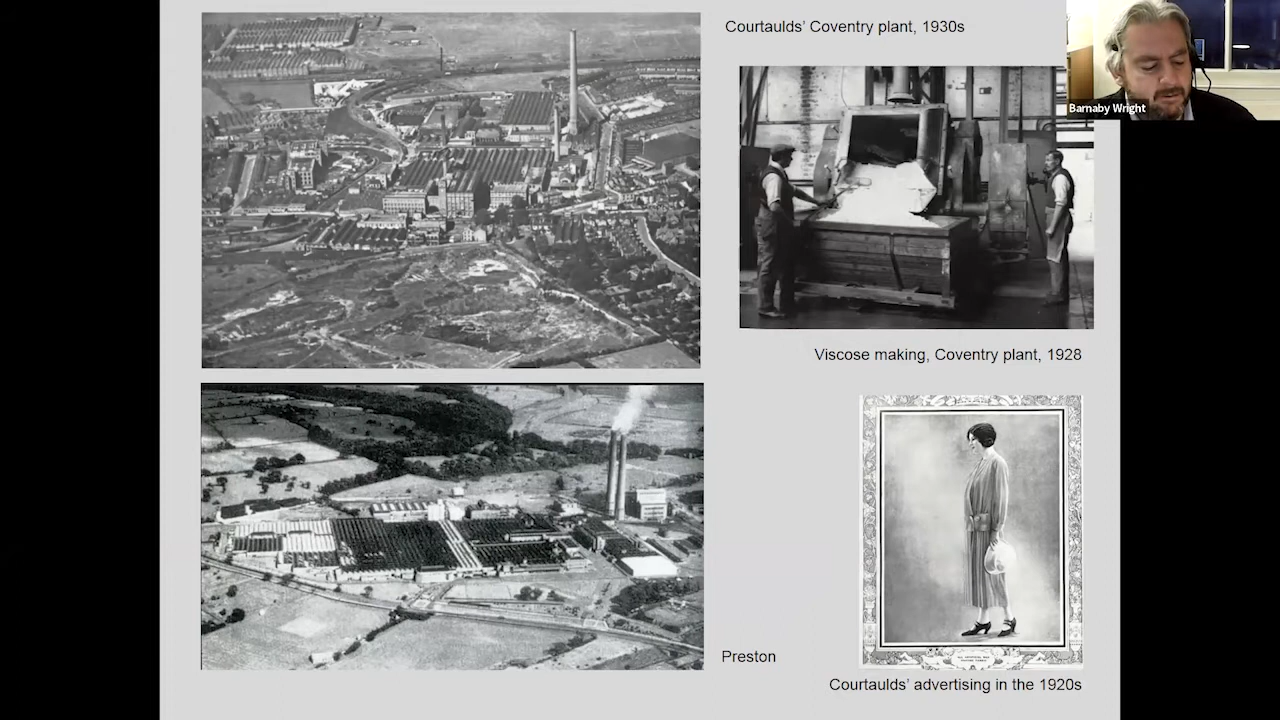 Courtaulds' Coventry plant, 1930s
Barnaby Wright
Viscose making, Coventry plant, 1928
Preston
Courtaulds' advertising in the 1920s